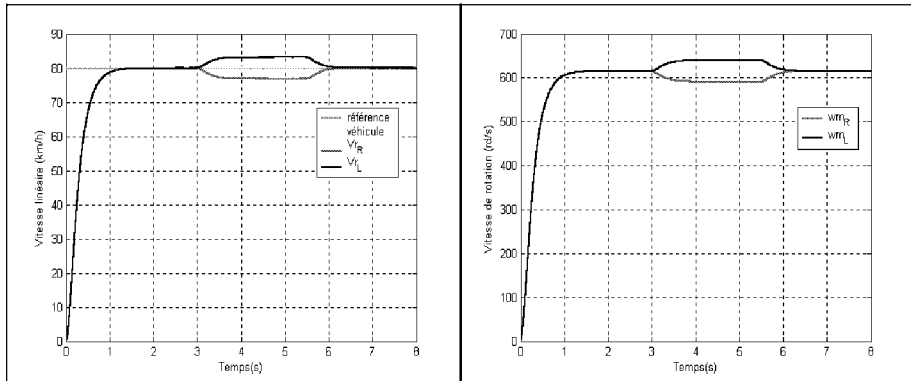 90
80
70
60
50
40
30
20
10
0
0 1 2 3 4 5 6 7 8
Vitesse linéaire (km/h)
Temps(s)
référence
véhicule
Vr_R
Vr_L
700
600
500
400
300
200
100
0
0 1 2 3 4 5 6 7 8
Vitesse de rotation (rd/s)
Temps(s)
wm_R
wm_L